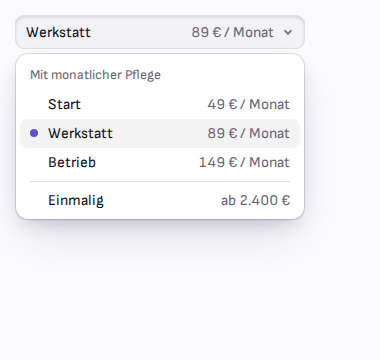 Werkstatt 89 € / Monat
Mit monatlicher Pflege
Start 49 € / Monat
Werkstatt 89 € / Monat
Betrieb 149 € / Monat
Einmalig ab 2.400 €